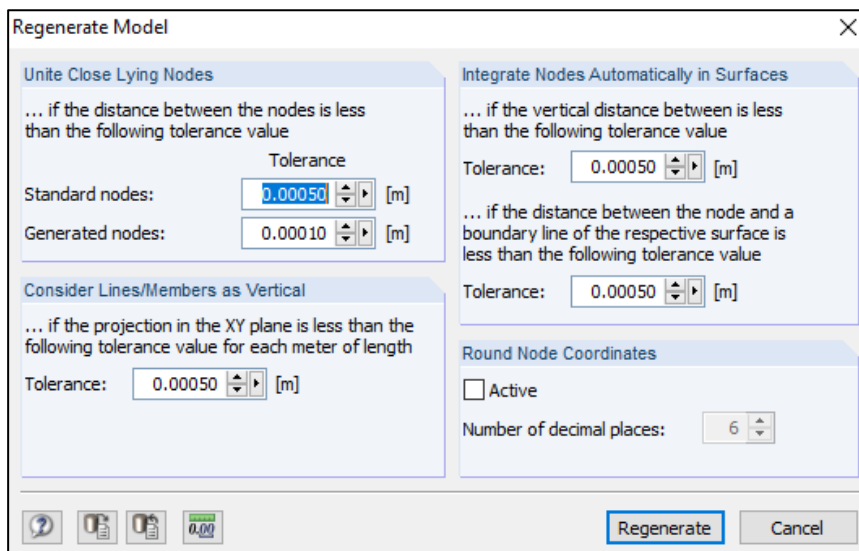 Regenerate Model
Unite Close Lying Nodes
... if the distance between the nodes is less
than the following tolerance value
Tolerance
Standard nodes: 0.00050 [m]
Generated nodes: 0.00010 [m]
Consider Lines/Members as Vertical
... if the projection in the XY plane is less than the
following tolerance value for each meter of length
Tolerance: 0.00050 [m]
Integrate Nodes Automatically in Surfaces
... if the vertical distance between is less
than the following tolerance value
Tolerance: 0.00050 [m]
... if the distance between the node and a
boundary line of the respective surface is
less than the following tolerance value
Tolerance: 0.00050 [m]
Round Node Coordinates
Active
Number of decimal places: 6
0.00
Regenerate
Cancel